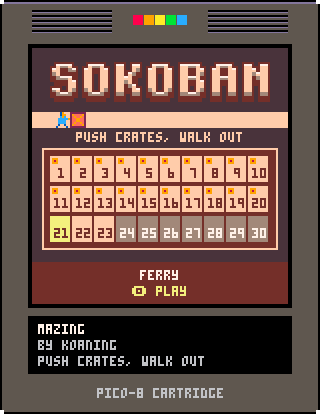 SOKOBAN
PUSH CRATES, WALK OUT
1 2 3 4 5 6 7 8 9 10
11 12 13 14 15 16 17 18 19 20
21 22 23 24 25 26 27 28 29 30
FERRY
PLAY
MAZING
BY KOANING
PUSH CRATES, WALK OUT
PICO-8 CARTRIDGE